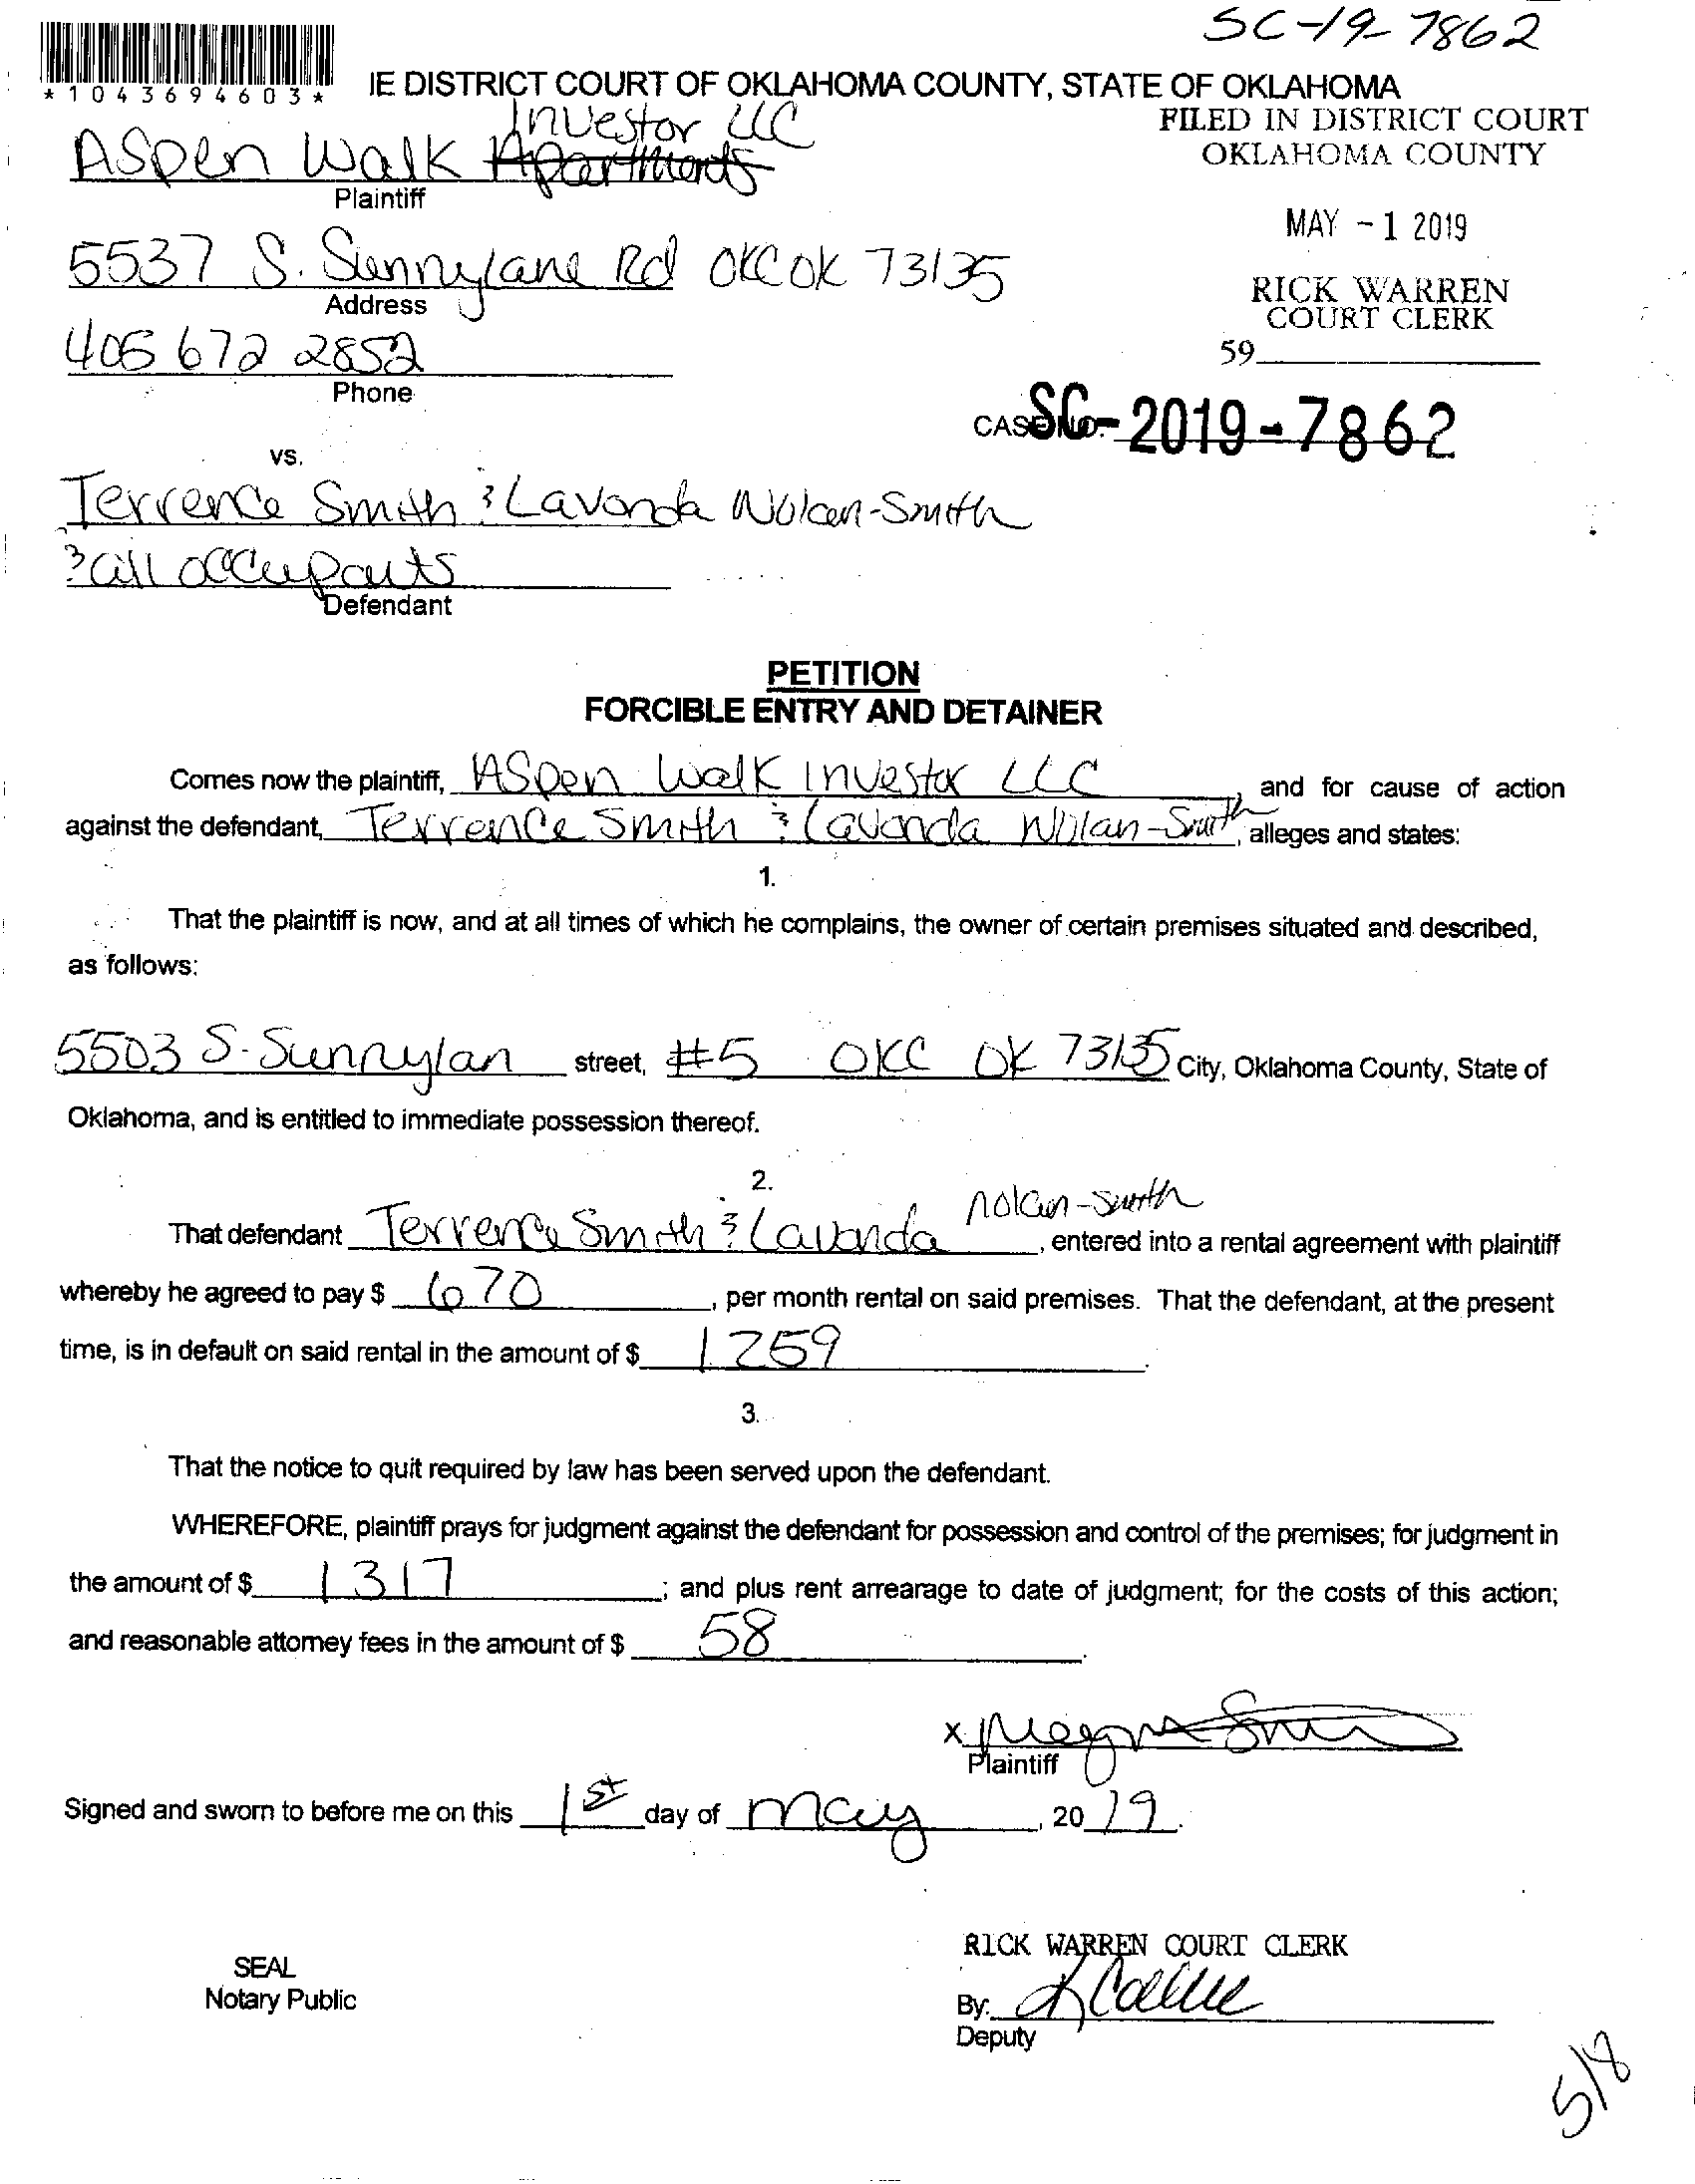 SC-19-7862
*1043694603*
IE DISTRICT COURT OF OKLAHOMA COUNTY, STATE OF OKLAHOMA
FILED IN DISTRICT COURT
OKLAHOMA COUNTY
Investor LLC
Aspen Walk Apartments
Plaintiff
MAY -1 2019
5537 S. Sunnylane Rd OKC OK 73135
Address
RICK WARREN
COURT CLERK
405 672 2852
59
Phone
CASE NO. SC-2019-7862
vs.
Terrence Smith & Lavonda Nolan-Smith
& all occupants
Defendant
PETITION
FORCIBLE ENTRY AND DETAINER
Comes now the plaintiff, Aspen Walk Investor LLC, and for cause of action
against the defendant, Terrence Smith & Lavonda Nolan-Smith, alleges and states:
1.
That the plaintiff is now, and at all times of which he complains, the owner of certain premises situated and described,
as follows:
5503 S. Sunnylan street, #5 OKC OK 73135 City, Oklahoma County, State of
Oklahoma, and is entitled to immediate possession thereof.
2.
nolan-smith
That defendant Terrence Smith & Lavonda, entered into a rental agreement with plaintiff
whereby he agreed to pay $ 670, per month rental on said premises. That the defendant, at the present
time, is in default on said rental in the amount of $ 1259.
3.
That the notice to quit required by law has been served upon the defendant.
WHEREFORE, plaintiff prays for judgment against the defendant for possession and control of the premises; for judgment in
the amount of $ 1317; and plus rent arrearage to date of judgment; for the costs of this action;
and reasonable attorney fees in the amount of $ 58.
x
Plaintiff
Signed and sworn to before me on this 1st day of May, 2019.
RICK WARREN COURT CLERK
SEAL
Notary Public
By:
Deputy
5/8